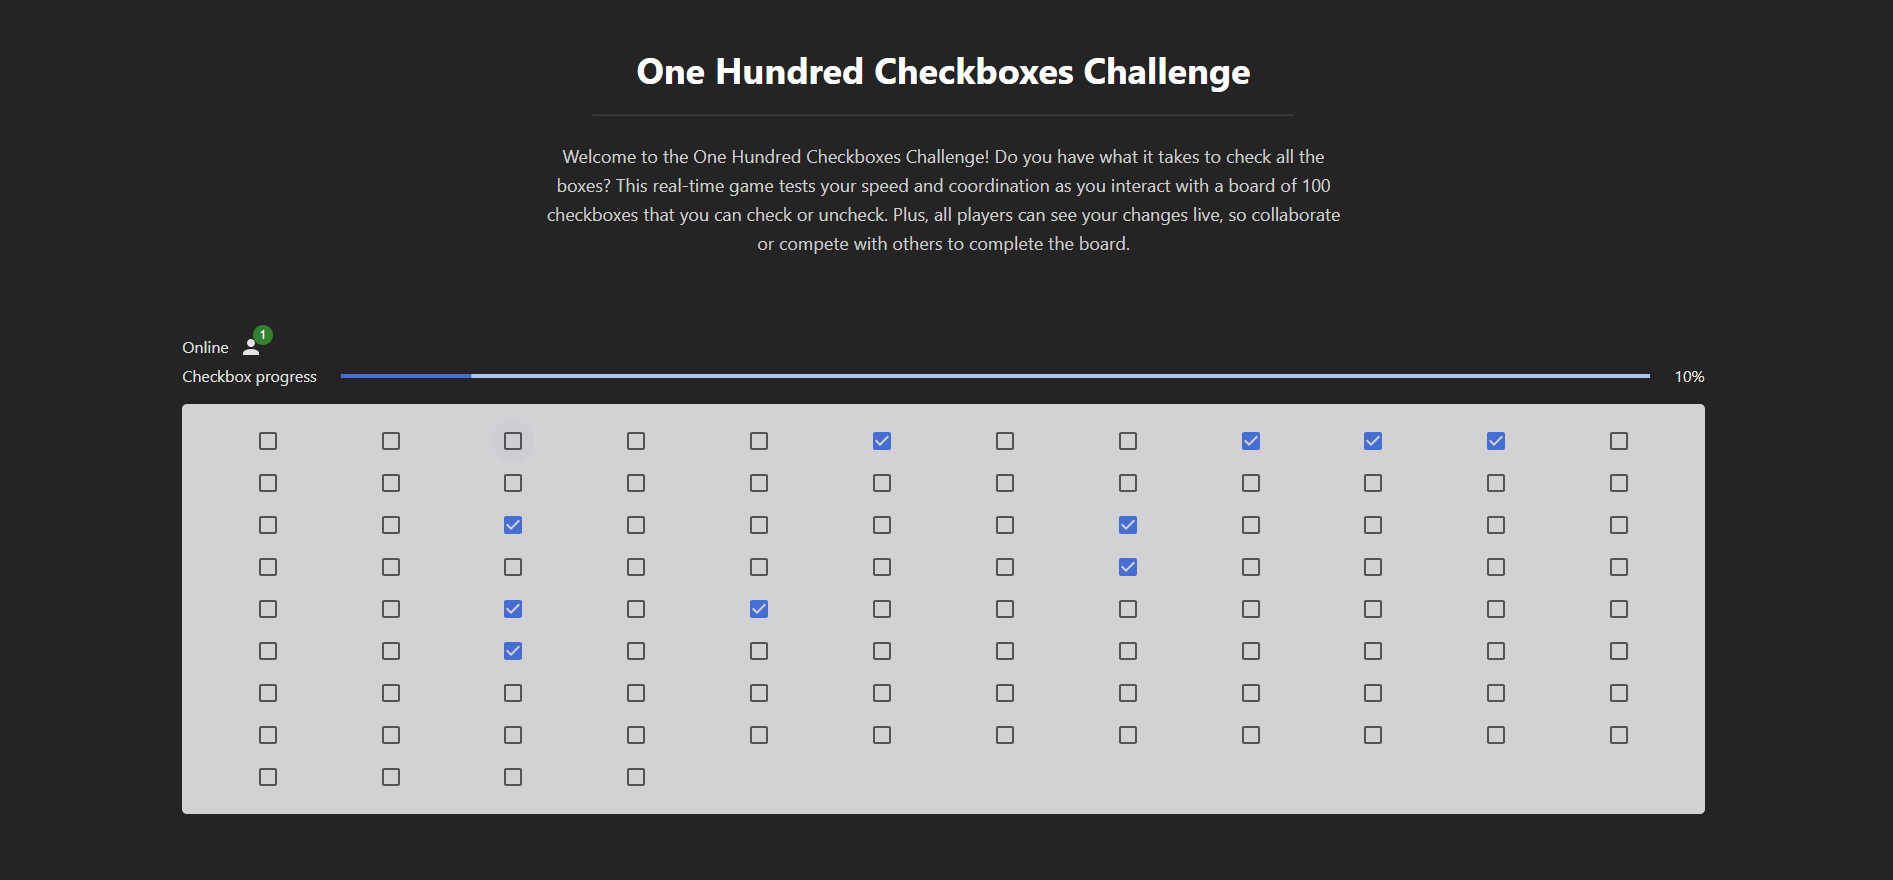 One Hundred Checkboxes Challenge
Welcome to the One Hundred Checkboxes Challenge! Do you have what it takes to check all the
boxes? This real-time game tests your speed and coordination as you interact with a board of 100
checkboxes that you can check or uncheck. Plus, all players can see your changes live, so collaborate
or compete with others to complete the board.
Online 1
Checkbox progress 10%